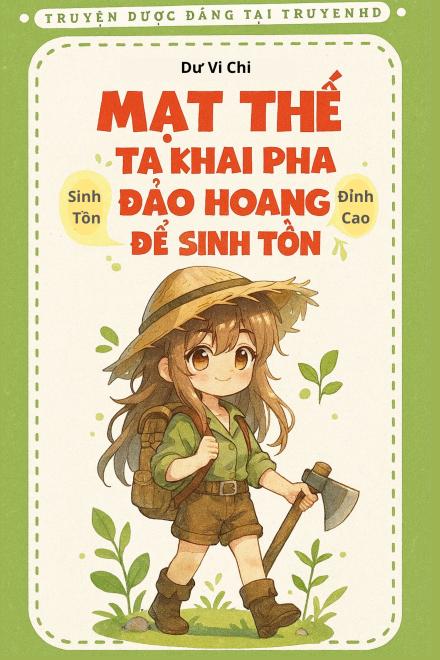 TRUYỆN DƯỢC ĐĂNG TẠI TRUYENHD
Dư Vi Chi
MẠT THẾ
TA KHAI PHA
ĐẢO HOANG
ĐỂ SINH TỒN
Sinh
Tồn
Đỉnh
Cao